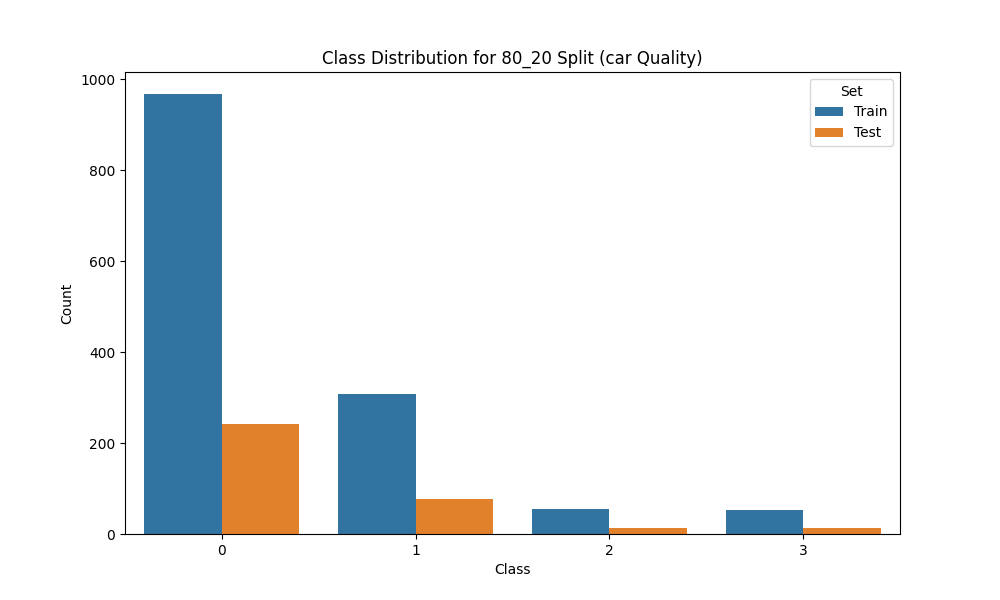 Class Distribution for 80_20 Split (car Quality)
Set
Train
Test
1000
800
600
400
200
0
Count
0 1 2 3
Class